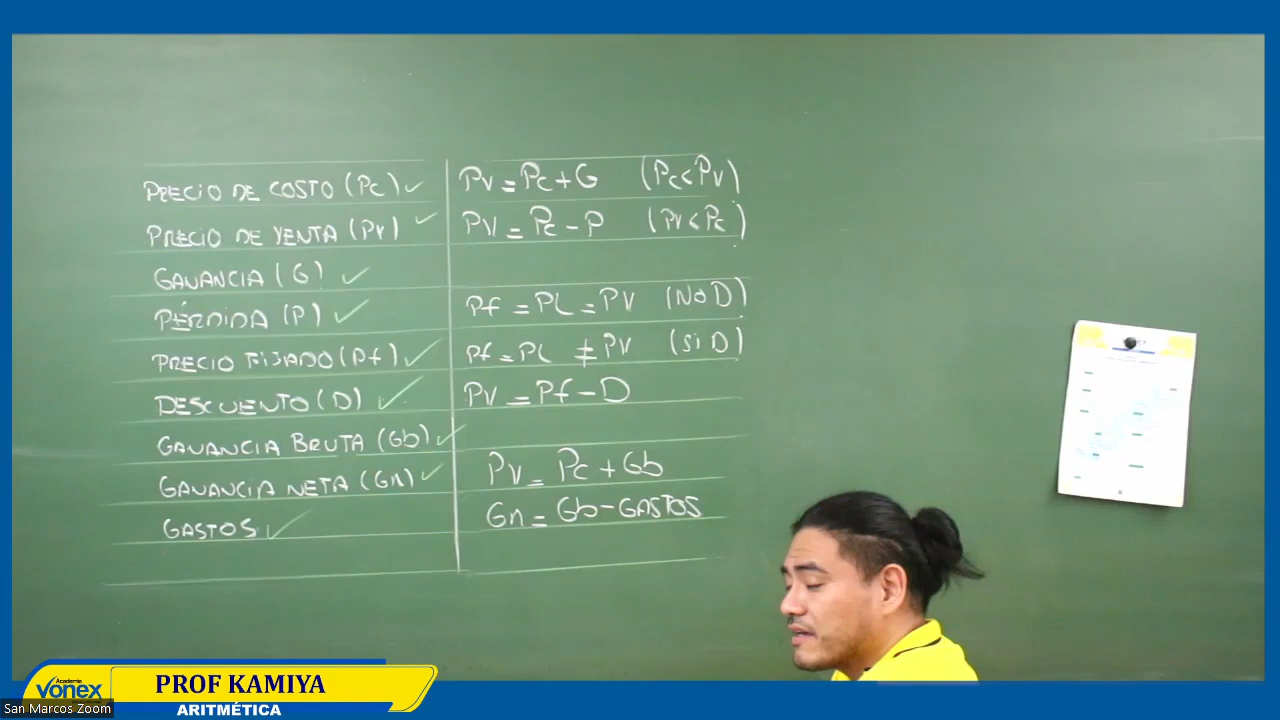 PRECIO DE COSTO (Pc) ✓
PRECIO DE VENTA (Pv) ✓
GANANCIA (G) ✓
PÉRDIDA (P) ✓
PRECIO FIJADO (Pf) ✓
DESCUENTO (D) ✓
GANANCIA BRUTA (Gb) ✓
GANANCIA NETA (Gn) ✓
GASTOS ✓
Pv = Pc + G (Pc < Pv)
Pv = Pc - P (Pv < Pc)
Pf = PL = PV (NO D)
Pf = PL ≠ PV (Si D)
Pv = Pf - D
Pv = Pc + Gb
Gn = Gb - GASTOS
Academia
vonex
PROF KAMIYA
ARITMÉTICA
San Marcos Zoom